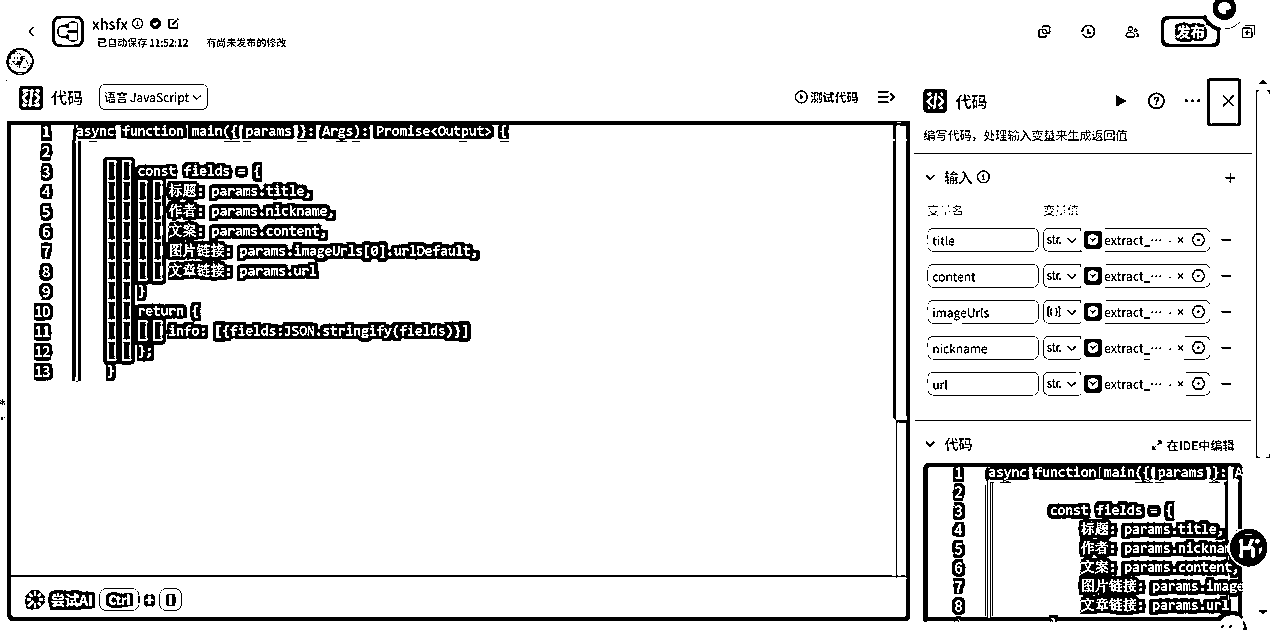 xhsfx
已自动保存 11:52:12 有尚未发布的修改
发布
代码 语言 JavaScript 测试代码
1 async function main({ params }: Args): Promise<Output> {
2
3 const fields = {
4 标题: params.title,
5 作者: params.nickname,
6 文案: params.content,
7 图片链接: params.imageUrls[0].urlDefault,
8 文章链接: params.url
9 }
10 return {
11 info: [{fields:JSON.stringify(fields)}]
12 };
13 }
尝试AI Ctrl + I
代码
编写代码，处理输入变量来生成返回值
输入
变量名 变量值
title str. extract_···
content str. extract_···
imageUrls extract_···
nickname str. extract_···
url str. extract_···
代码 在IDE中编辑
1 async function main({ params }: A
2
3 const fields = {
4 标题: params.title,
5 作者: params.nicknam
6 文案: params.content,
7 图片链接: params.image
8 文章链接: params.url